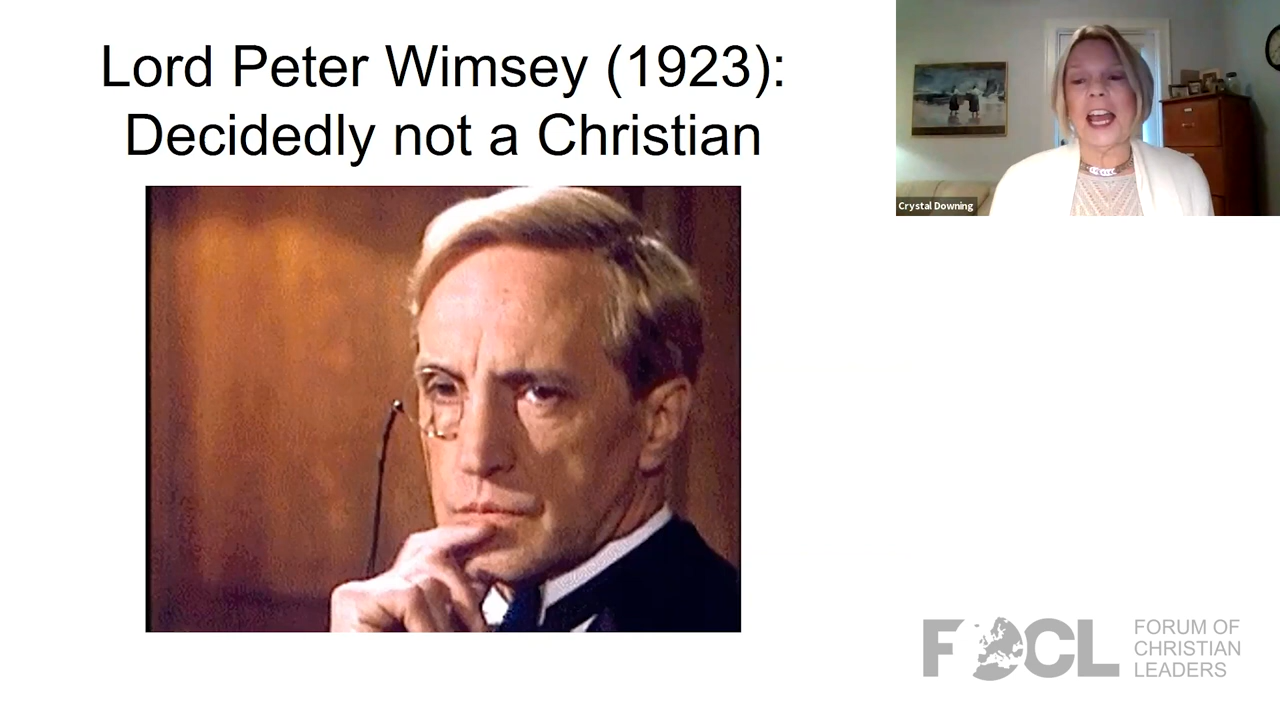 Lord Peter Wimsey (1923):
Decidedly not a Christian
Crystal Downing
FOCL
FORUM OF
CHRISTIAN
LEADERS